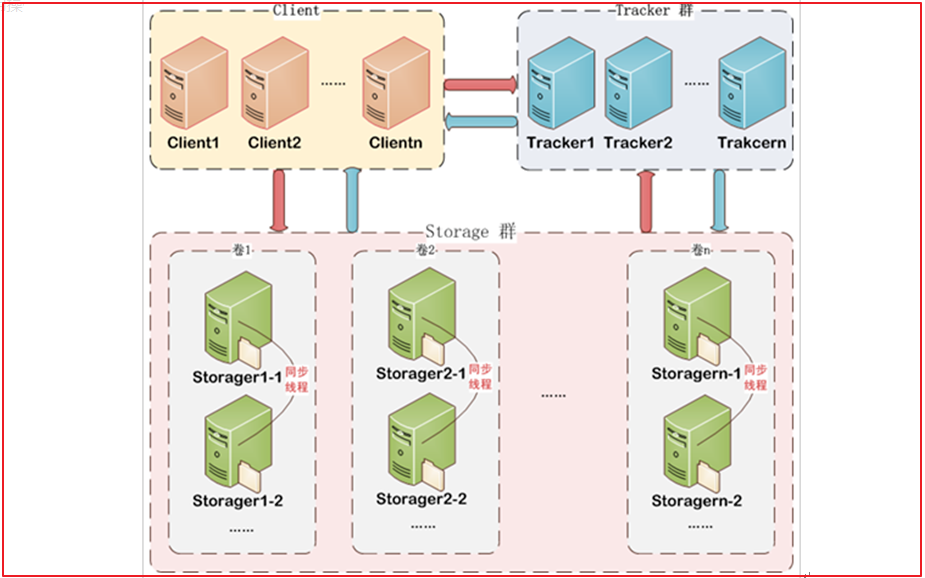 Client
Tracker 群
Client1
Client2
......
Clientn
Tracker1
Tracker2
......
Trakcern
Storage 群
卷1
卷2
卷n
Storager1-1
同步
线程
Storager1-2
......
Storager2-1
同步
线程
Storager2-2
......
......
Storagern-1
同步
线程
Storagern-2
......